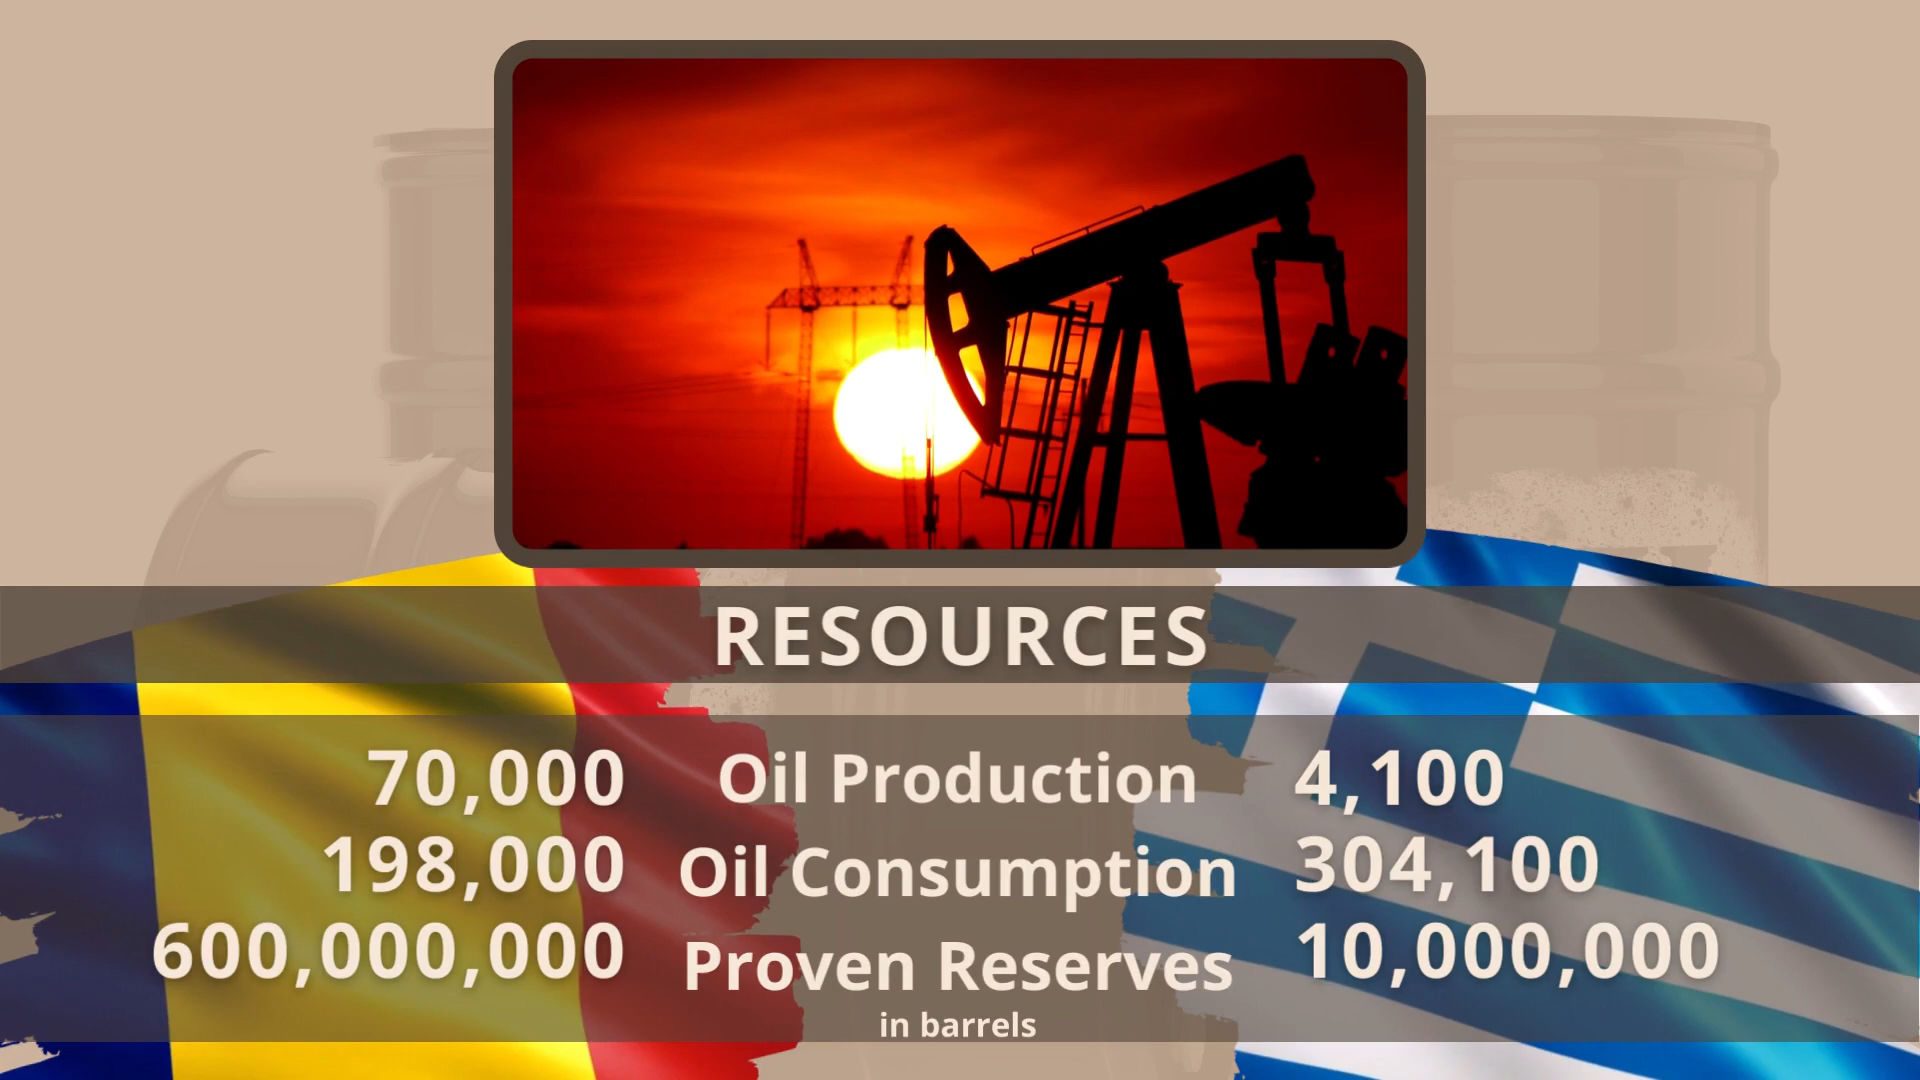 RESOURCES
70,000 Oil Production 4,100
198,000 Oil Consumption 304,100
600,000,000 Proven Reserves 10,000,000
in barrels